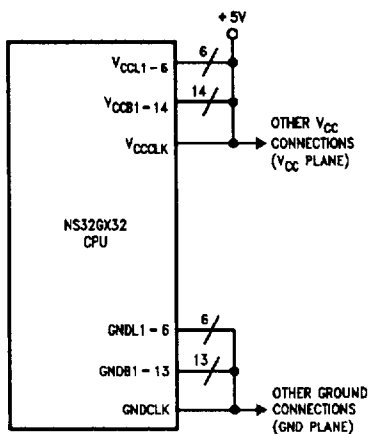 +5V
VCCL1-6 6
VCCB1-14 14
VCCCLK
OTHER VCC
CONNECTIONS
(VCC PLANE)
NS32GX32
CPU
GNDL1-6 6
GNDB1-13 13
GNDCLK
OTHER GROUND
CONNECTIONS
(GND PLANE)